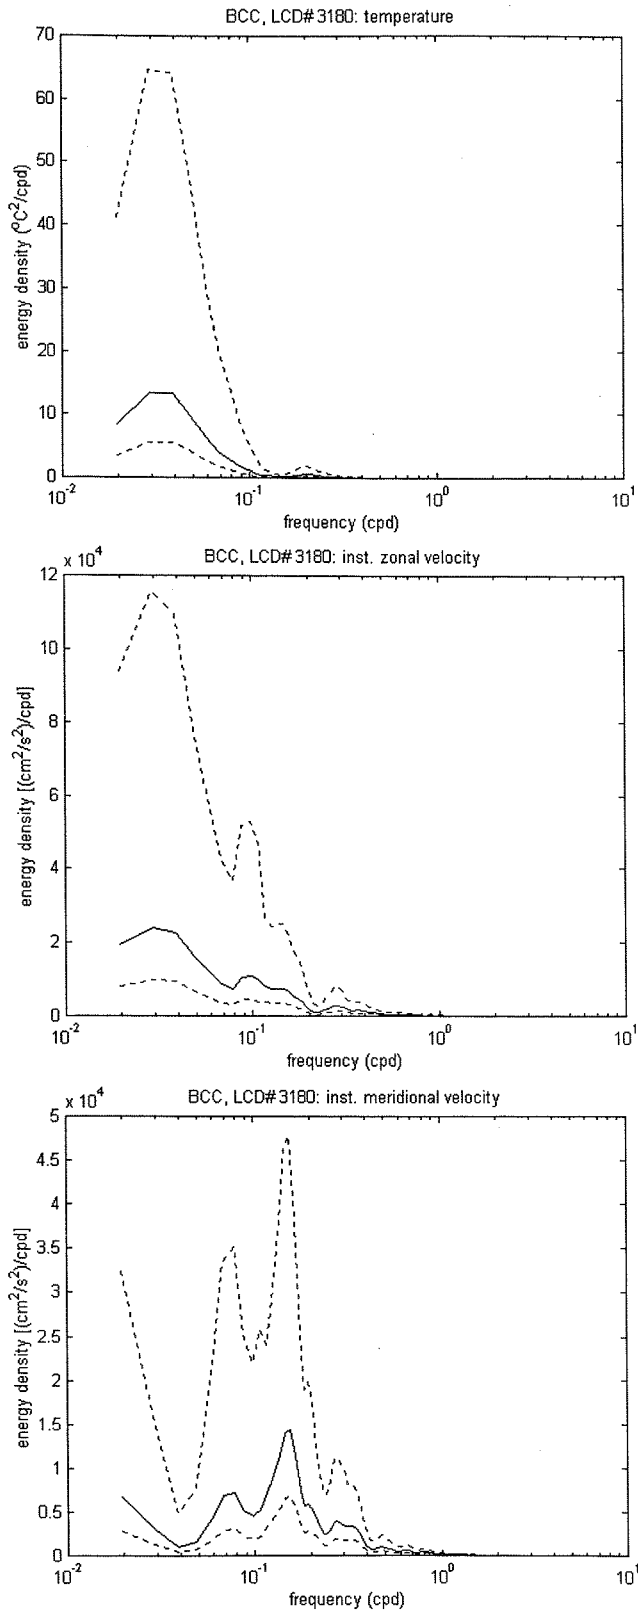 BCC, LCD#3180: temperature
70
60
50
40
30
20
10
0
energy density (°C²/cpd)
10⁻² 10⁻¹ 10⁰ 10¹
frequency (cpd)
x 10⁴ BCC, LCD#3180: inst. zonal velocity
12
10
8
6
4
2
0
energy density [(cm²/s²)/cpd]
10⁻² 10⁻¹ 10⁰ 10¹
frequency (cpd)
x 10⁴ BCC, LCD#3180: inst. meridional velocity
5
4.5
4
3.5
3
2.5
2
1.5
1
0.5
0
energy density [(cm²/s²)/cpd]
10⁻² 10⁻¹ 10⁰ 10¹
frequency (cpd)